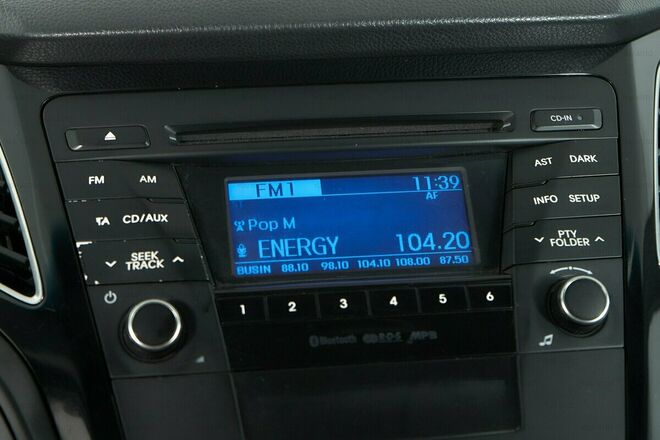 CD-IN
AST DARK
FM AM
FM1 11:39
AF
INFO SETUP
TA CD/AUX
Pop M
ENERGY 104.20
PTY
FOLDER
SEEK
TRACK
BUSIN 88.10 98.10 104.10 108.00 87.50
1 2 3 4 5 6
Bluetooth RDS MP3